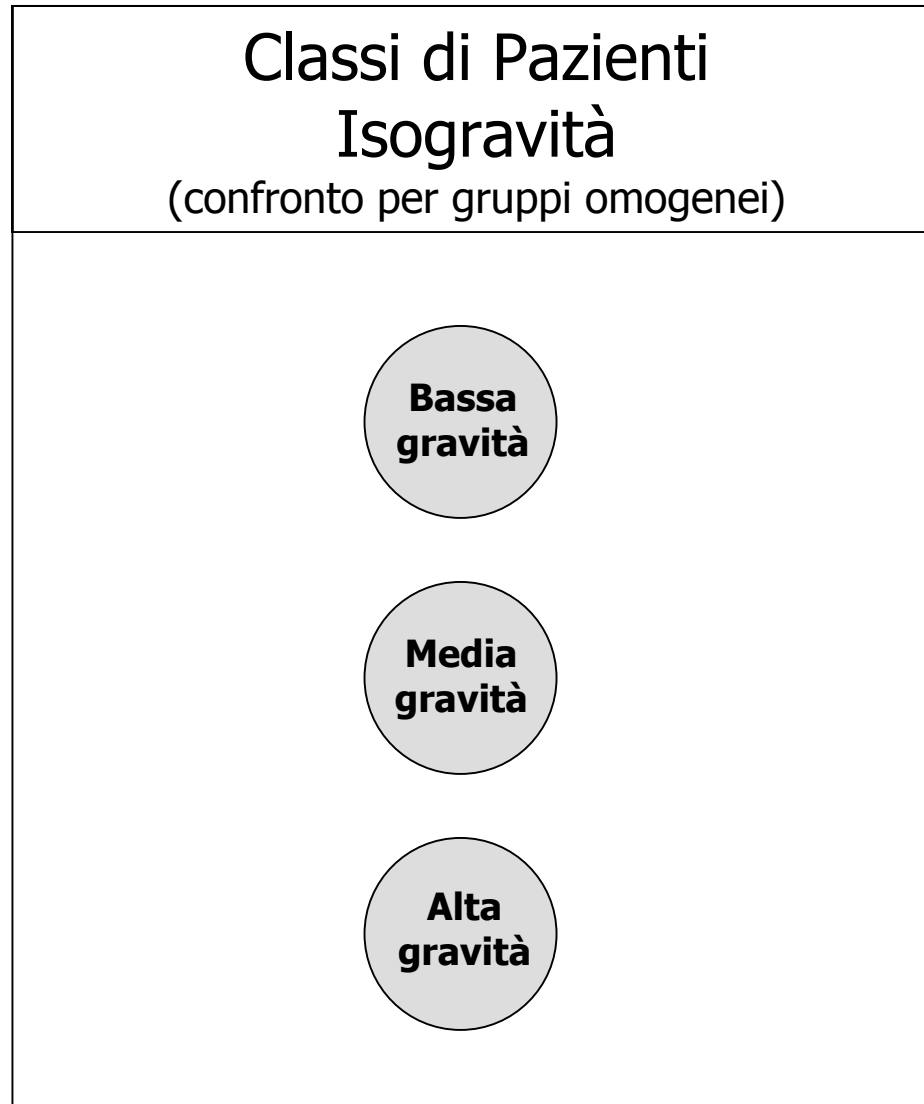 Classi di Pazienti
Isogravità
(confronto per gruppi omogenei)
Bassa
gravità
Media
gravità
Alta
gravità